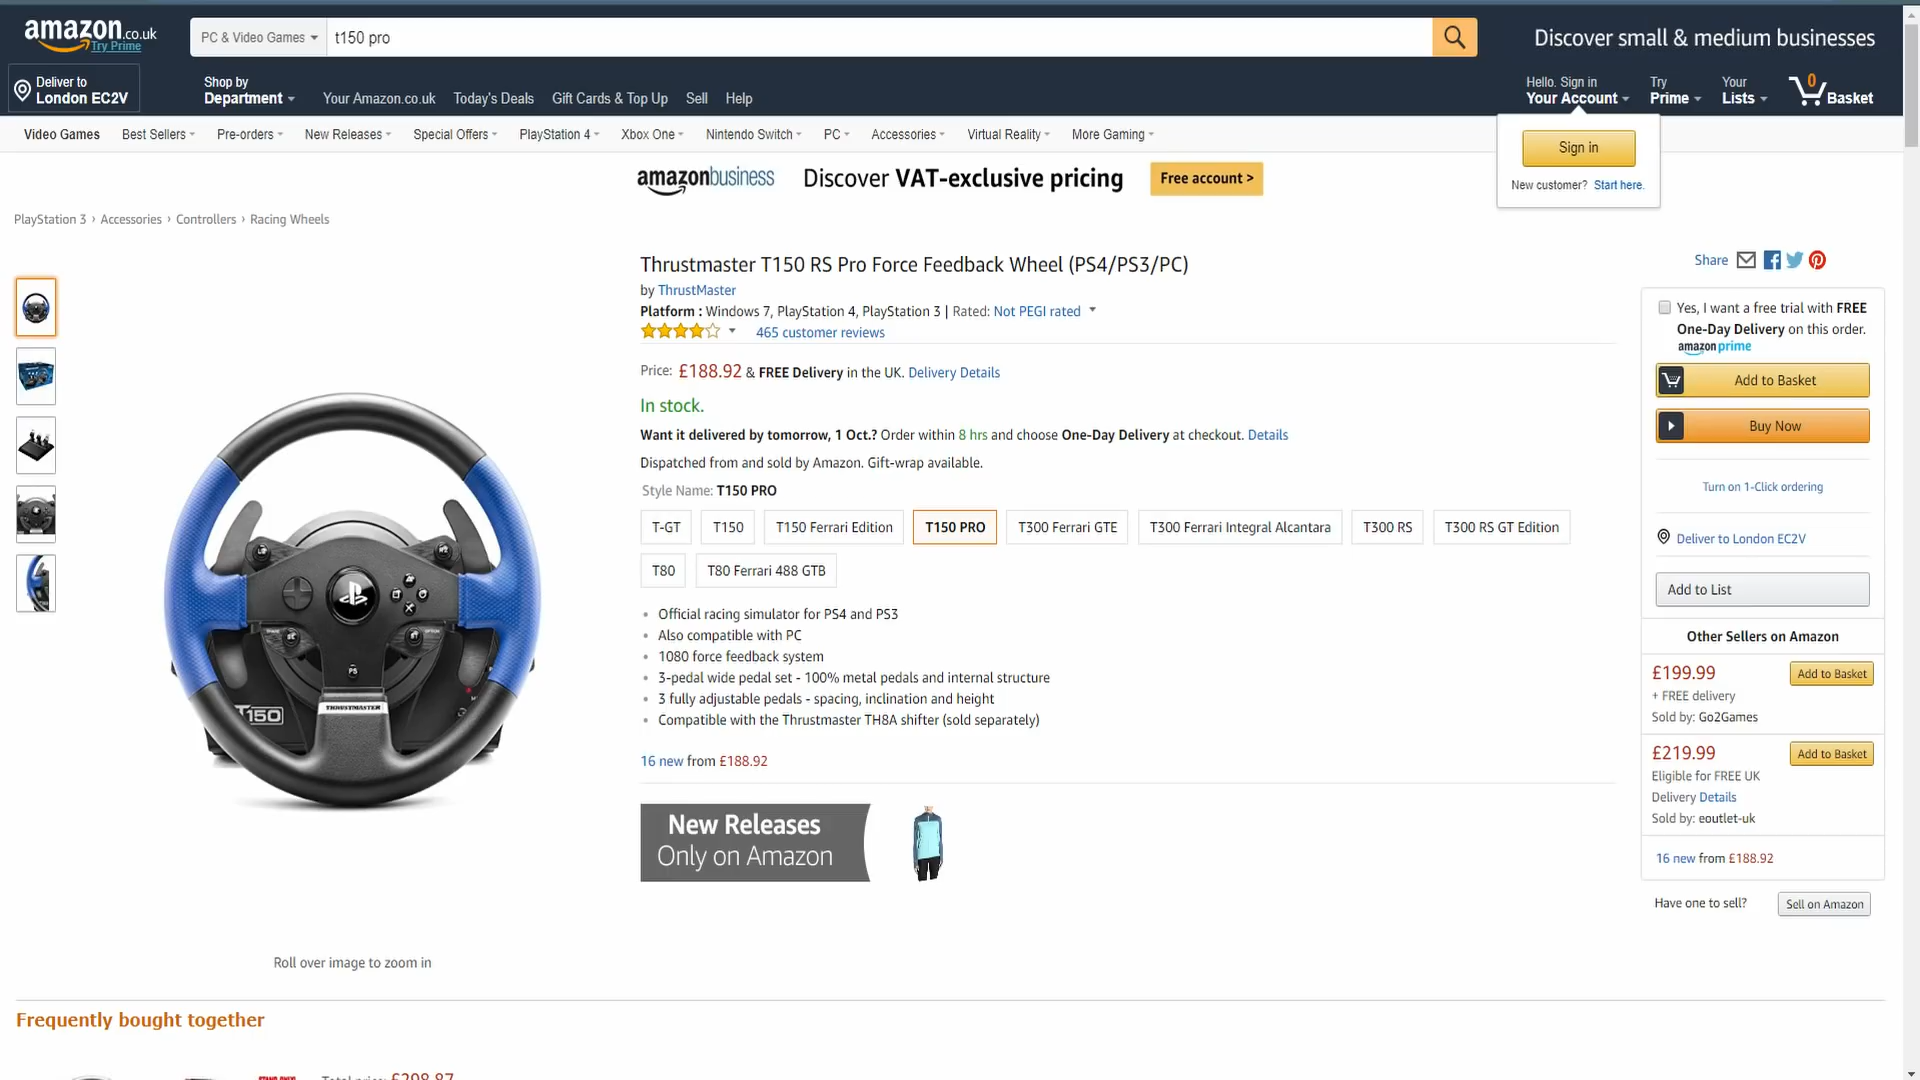 amazon.co.uk
Try Prime
PC & Video Games
t150 pro
Discover small & medium businesses
Deliver to
London EC2V
Shop by
Department
Your Amazon.co.uk
Today's Deals
Gift Cards & Top Up
Sell
Help
Hello. Sign in
Your Account
Try
Prime
Your
Lists
0
Basket
Video Games
Best Sellers
Pre-orders
New Releases
Special Offers
PlayStation 4
Xbox One
Nintendo Switch
PC
Accessories
Virtual Reality
More Gaming
Sign in
New customer? Start here.
amazonbusiness
Discover VAT-exclusive pricing
Free account >
PlayStation 3 › Accessories › Controllers › Racing Wheels
Thrustmaster T150 RS Pro Force Feedback Wheel (PS4/PS3/PC)
by ThrustMaster
Platform : Windows 7, PlayStation 4, PlayStation 3 | Rated: Not PEGI rated
465 customer reviews
Price: £188.92 & FREE Delivery in the UK. Delivery Details
In stock.
Want it delivered by tomorrow, 1 Oct.? Order within 8 hrs and choose One-Day Delivery at checkout. Details
Dispatched from and sold by Amazon. Gift-wrap available.
Style Name: T150 PRO
T-GT
T150
T150 Ferrari Edition
T150 PRO
T300 Ferrari GTE
T300 Ferrari Integral Alcantara
T300 RS
T300 RS GT Edition
T80
T80 Ferrari 488 GTB
• Official racing simulator for PS4 and PS3
• Also compatible with PC
• 1080 force feedback system
• 3-pedal wide pedal set - 100% metal pedals and internal structure
• 3 fully adjustable pedals - spacing, inclination and height
• Compatible with the Thrustmaster TH8A shifter (sold separately)
16 new from £188.92
New Releases
Only on Amazon
PS
T150
THRUSTMASTER
Roll over image to zoom in
Share
Yes, I want a free trial with FREE
One-Day Delivery on this order.
amazon prime
Add to Basket
Buy Now
Turn on 1-Click ordering
Deliver to London EC2V
Add to List
Other Sellers on Amazon
£199.99
Add to Basket
+ FREE delivery
Sold by: Go2Games
£219.99
Add to Basket
Eligible for FREE UK
Delivery Details
Sold by: eoutlet-uk
16 new from £188.92
Have one to sell?
Sell on Amazon
Frequently bought together
Total price: £298.87